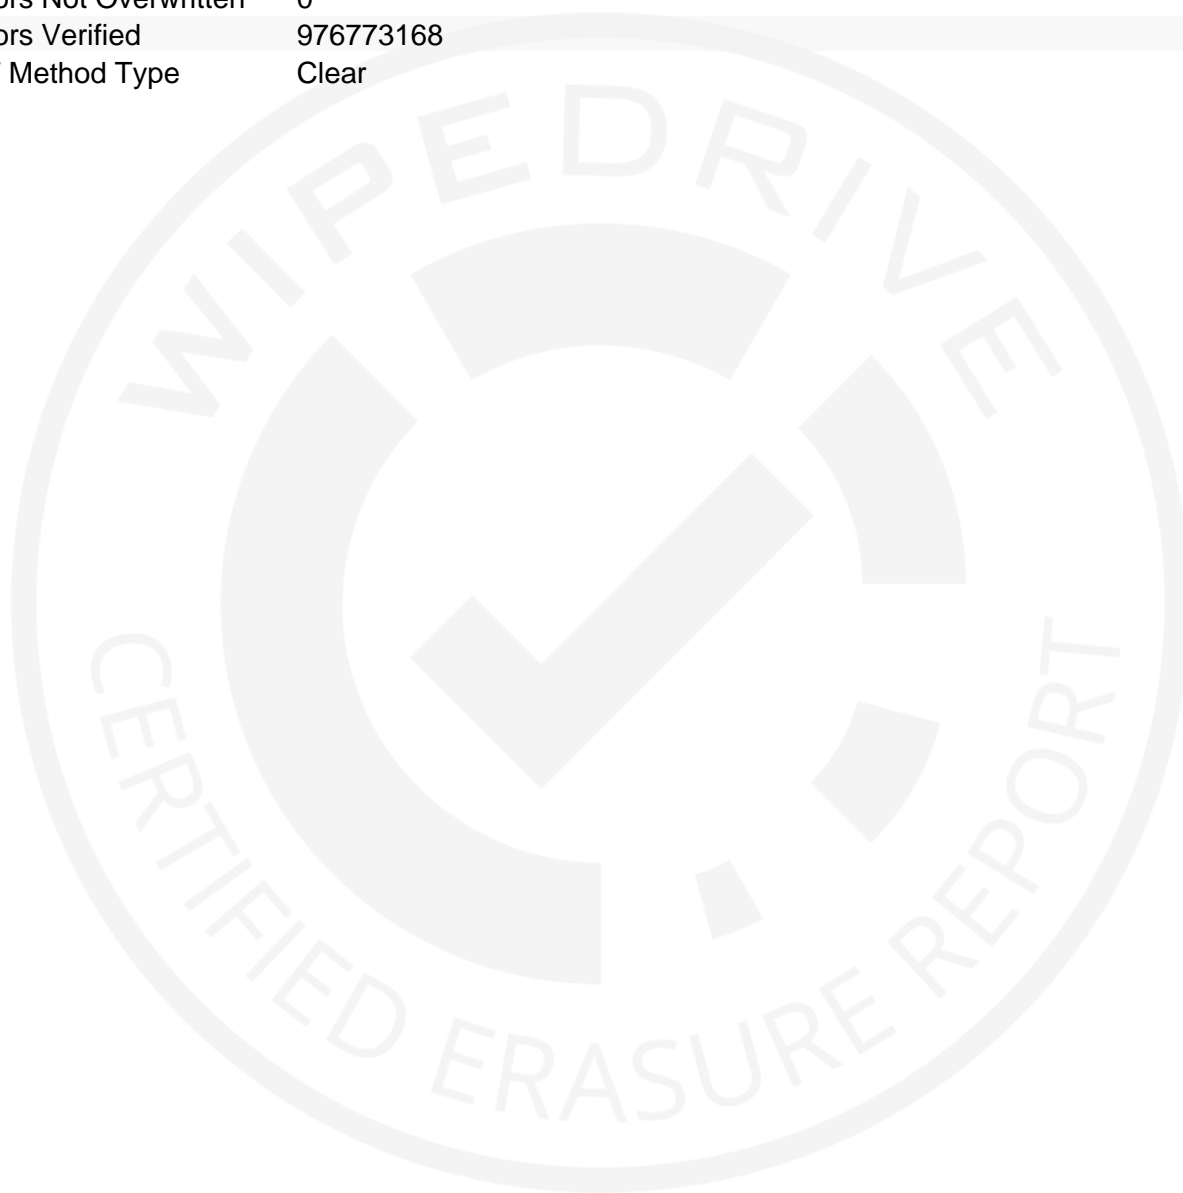 ors Not Overwritten 0
ors Verified 976773168
Method Type Clear
WIPEDRIVE
CERTIFIED ERASURE REPORT